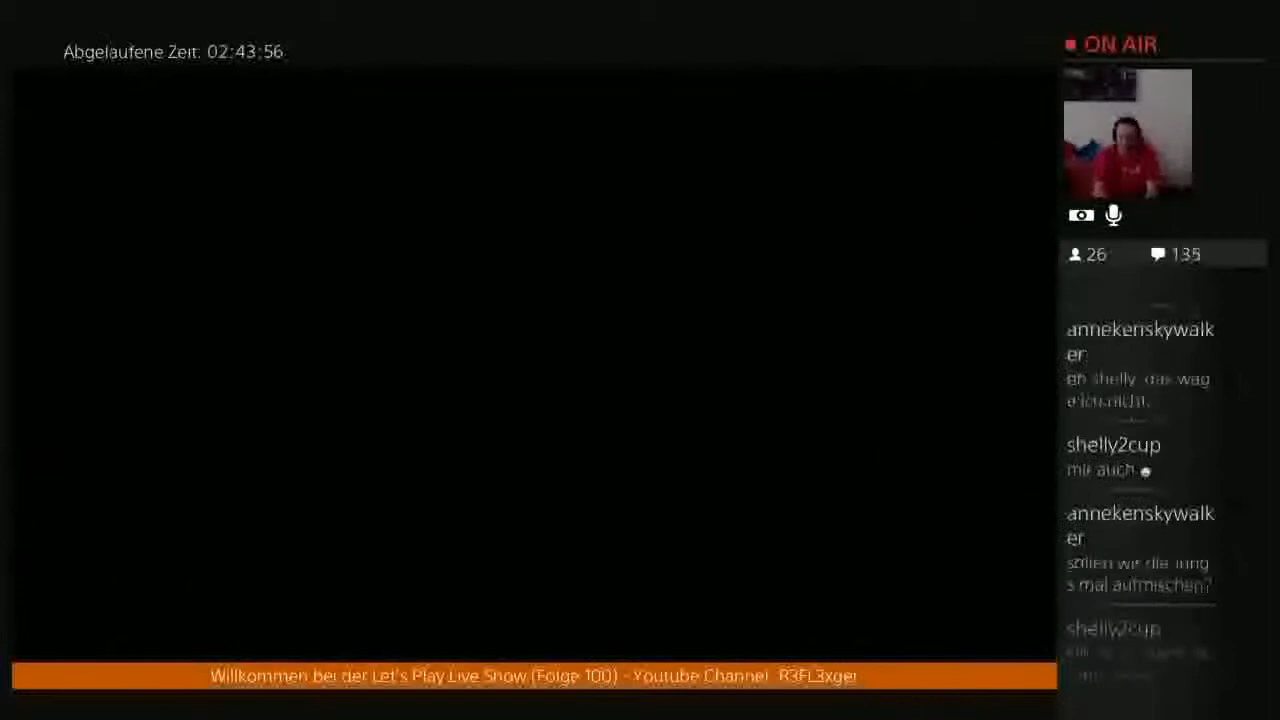 Abgelaufene Zeit: 02:43:56
ON AIR
26 135
annekenskywalk
er
shelly, das wag
e ich nicht.
shelly2cup
mir auch
annekenskywalk
er
sollen wir die jung
s mal aufmischen?
shelly2cup
Willkommen bei der Let's Play Live Show (Folge 100) - Youtube Channel: R3FL3xger